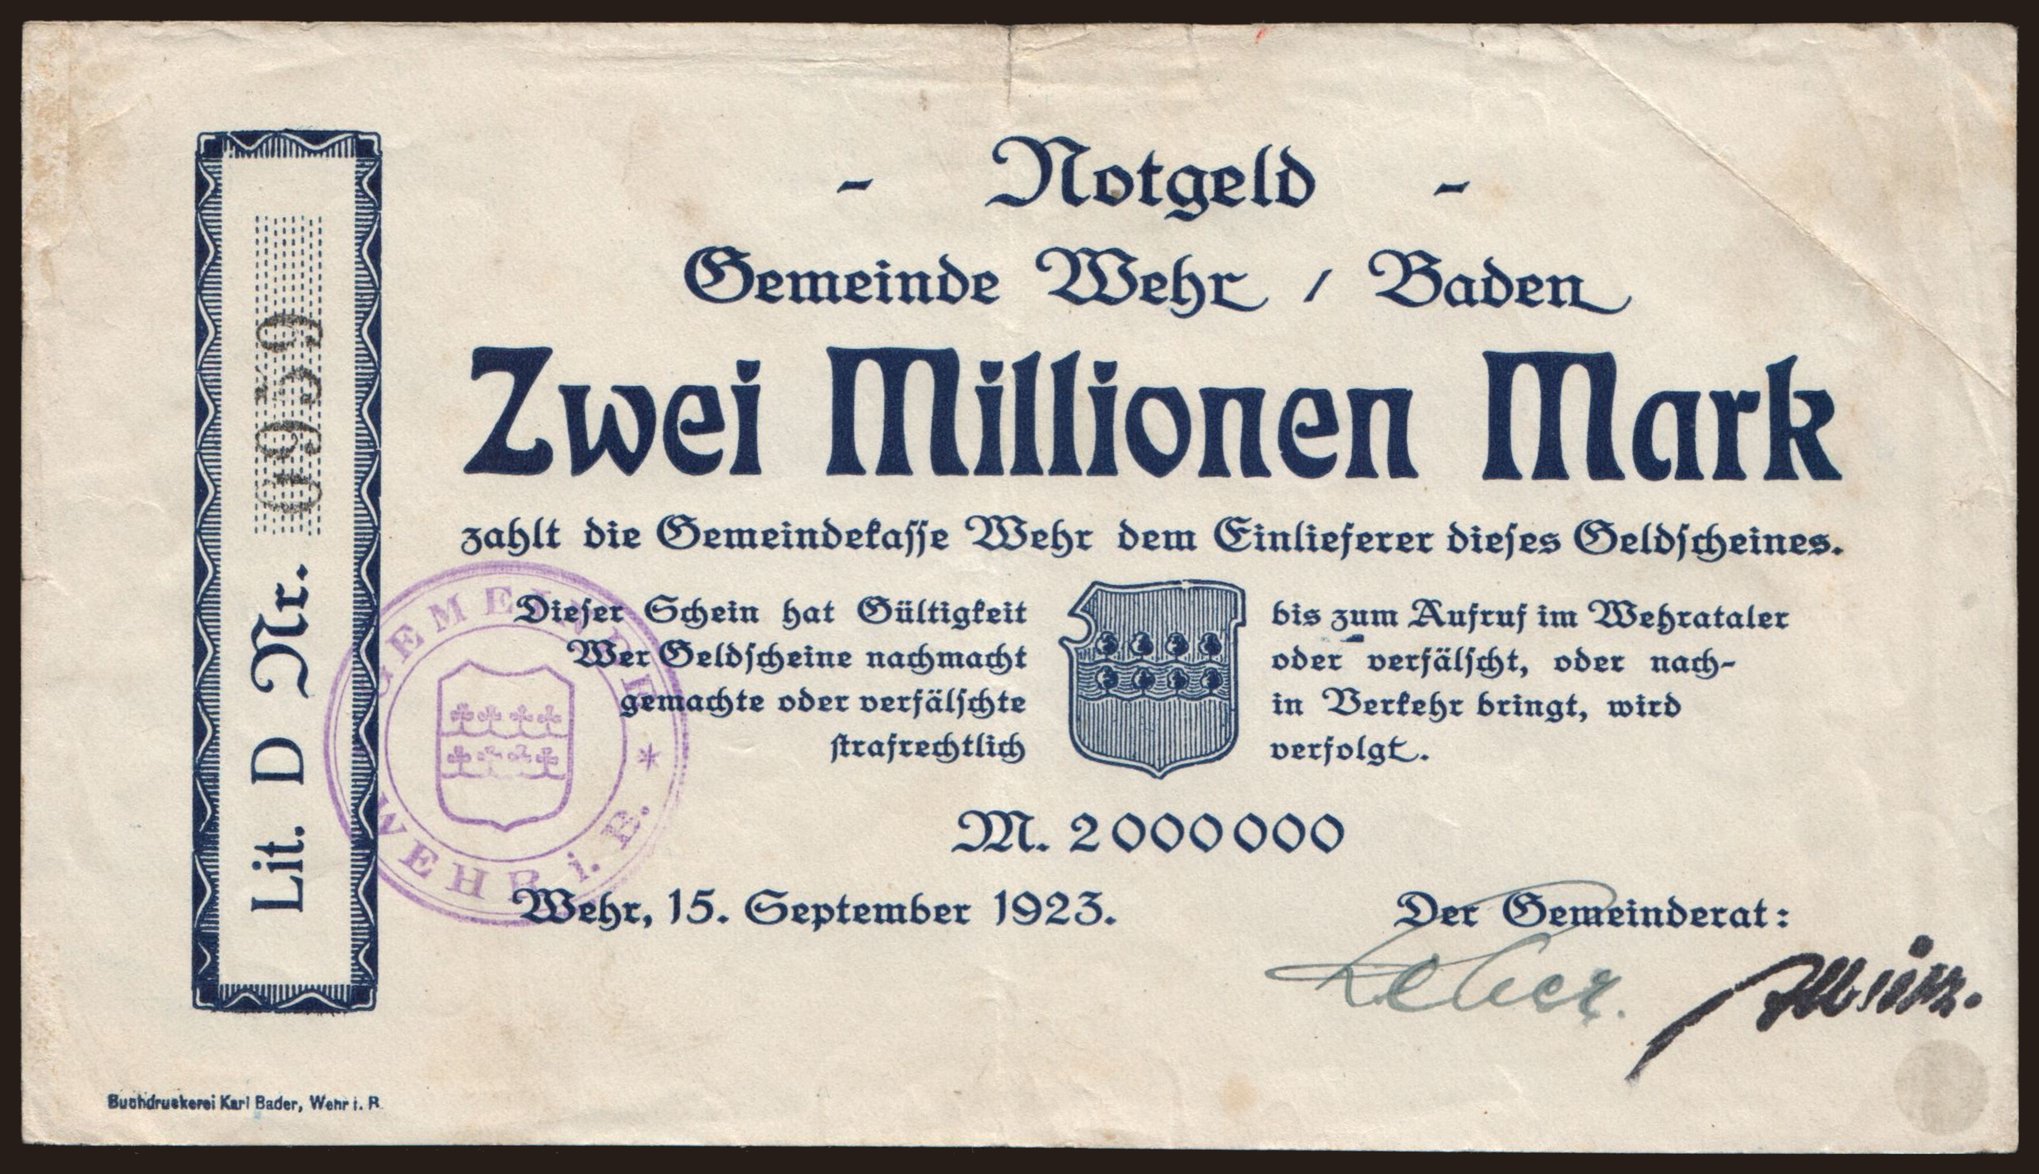 - Notgeld -
Gemeinde Wehr / Baden
Zwei Millionen Mark
zahlt die Gemeindekasse Wehr dem Einlieferer dieses Geldscheines.
Dieser Schein hat Gültigkeit bis zum Aufruf im Wehrataler
Wer Geldscheine nachmacht oder verfälscht, oder nach-
gemachte oder verfälschte in Verkehr bringt, wird
strafrechtlich verfolgt.
M. 2000000
Wehr, 15. September 1923. Der Gemeinderat:
Lit. D Nr. 0959
GEMEINDE * WEHR i. B.
Buchdruckerei Karl Bader, Wehr i. B.